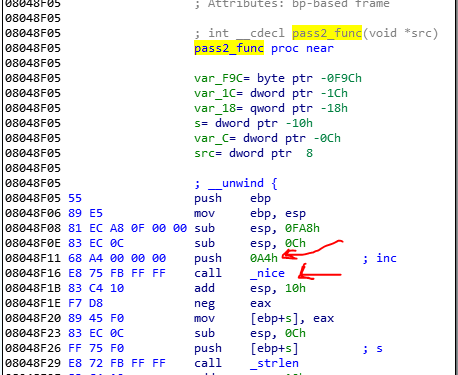 08048F05 ; Attributes: bp-based frame
08048F05
08048F05 ; int __cdecl pass2_func(void *src)
08048F05 pass2_func proc near
08048F05
08048F05 var_F9C= byte ptr -0F9Ch
08048F05 var_1C= dword ptr -1Ch
08048F05 var_18= qword ptr -18h
08048F05 s= dword ptr -10h
08048F05 var_C= dword ptr -0Ch
08048F05 src= dword ptr  8
08048F05
08048F05 ; __unwind {
08048F05 55 push ebp
08048F06 89 E5 mov ebp, esp
08048F08 81 EC A8 0F 00 00 sub esp, 0FA8h
08048F0E 83 EC 0C sub esp, 0Ch
08048F11 68 A4 00 00 00 push 0A4h ; inc
08048F16 E8 75 FB FF FF call _nice
08048F1B 83 C4 10 add esp, 10h
08048F1E F7 D8 neg eax
08048F20 89 45 F0 mov [ebp+s], eax
08048F23 83 EC 0C sub esp, 0Ch
08048F26 FF 75 F0 push [ebp+s] ; s
08048F29 E8 72 FB FF FF call _strlen